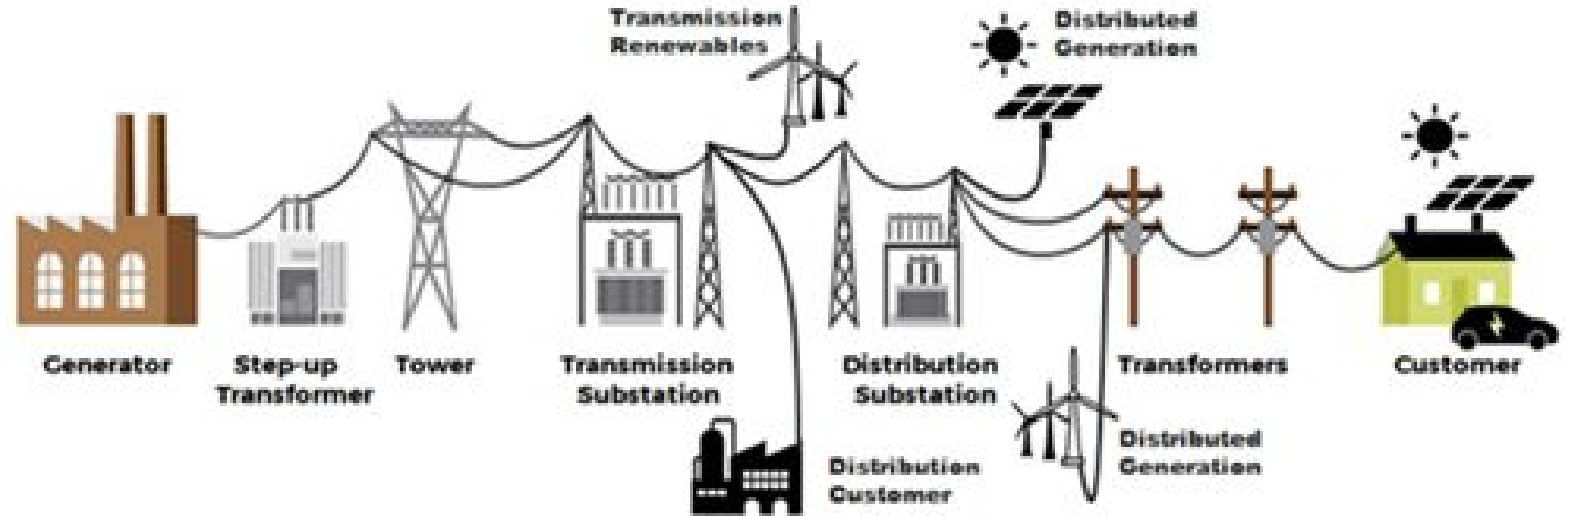 Transmission
Renewables
Distributed
Generation
Generator
Step-up
Transformer
Tower
Transmission
Substation
Distribution
Substation
Transformers
Customer
Distribution
Customer
Distributed
Generation